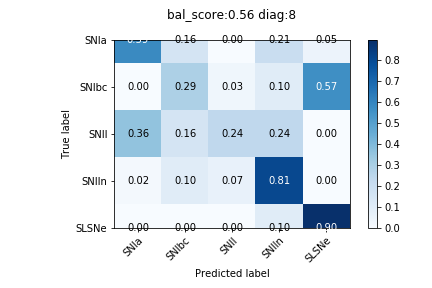 bal_score:0.56 diag:8
SNIa 0.16 0.00 0.21 0.05
SNIbc 0.00 0.29 0.03 0.10 0.57
SNII 0.36 0.16 0.24 0.24 0.00
SNIIn 0.02 0.10 0.07 0.81 0.00
SLSNe 0.00 0.00 0.00 0.10 0.90
SNIa SNIbc SNII SNIIn SLSNe
Predicted label
True label
0.8
0.7
0.6
0.5
0.4
0.3
0.2
0.1
0.0